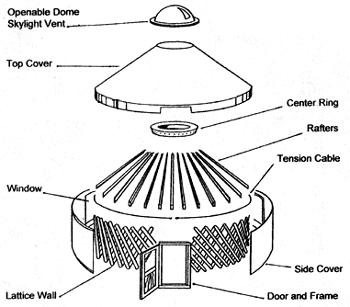 Openable Dome
Skylight Vent
Top Cover
Center Ring
Rafters
Tension Cable
Window
Side Cover
Lattice Wall
Door and Frame